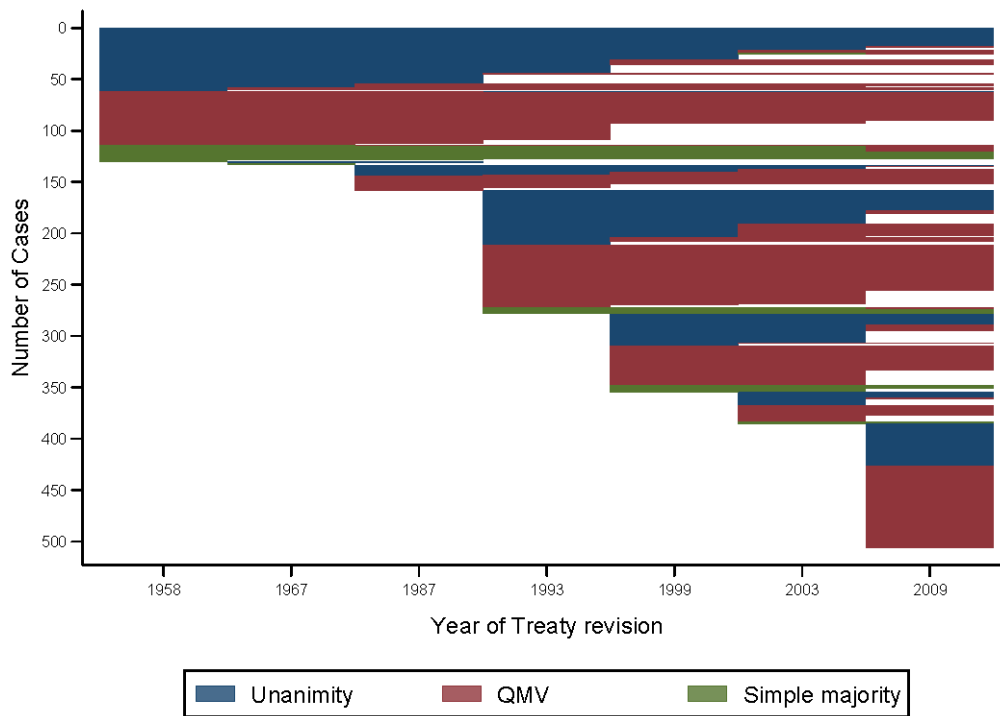 0
50
100
150
200
250
300
350
400
450
500
Number of Cases
1958 1967 1987 1993 1999 2003 2009
Year of Treaty revision
Unanimity QMV Simple majority